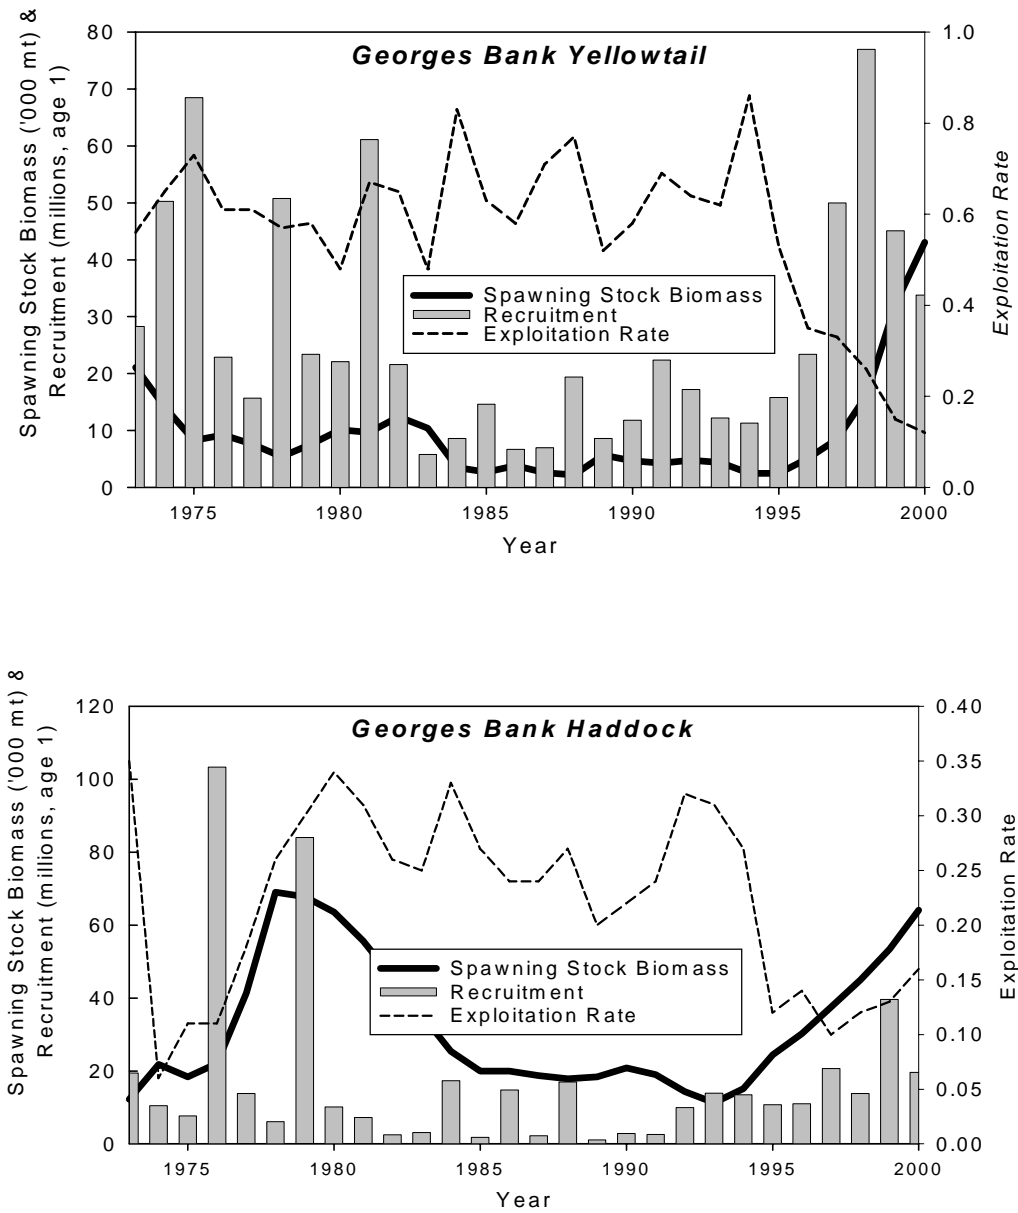 Georges Bank Yellowtail
Spawning Stock Biomass ('000 mt) &
Recruitment (millions, age 1)
80
70
60
50
40
30
20
10
0
1.0
0.8
0.6
0.4
0.2
0.0
Exploitation Rate
Spawning Stock Biomass
Recruitment
Exploitation Rate
1975 1980 1985 1990 1995 2000
Year
Georges Bank Haddock
Spawning Stock Biomass ('000 mt) &
Recruitment (millions, age 1)
120
100
80
60
40
20
0
0.40
0.35
0.30
0.25
0.20
0.15
0.10
0.05
0.00
Exploitation Rate
Spawning Stock Biomass
Recruitment
Exploitation Rate
1975 1980 1985 1990 1995 2000
Year